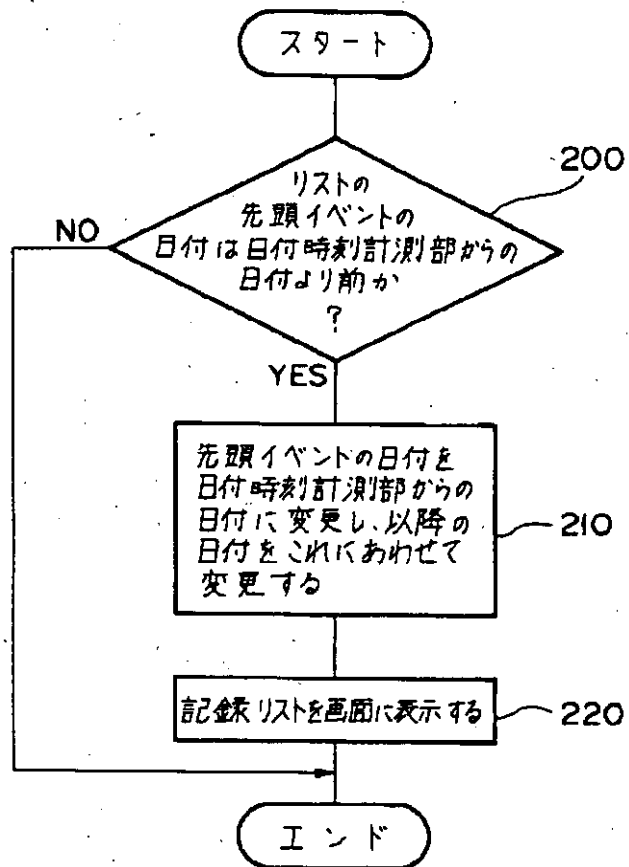 スタート
200
リストの
先頭イベントの
NO
日付は日付時刻計測部からの
日付より前か
?
YES
先頭イベントの日付を
日付時刻計測部からの
日付に変更し、以降の
日付をこれにあわせて
変更する
210
記録リストを画面に表示する
220
エンド